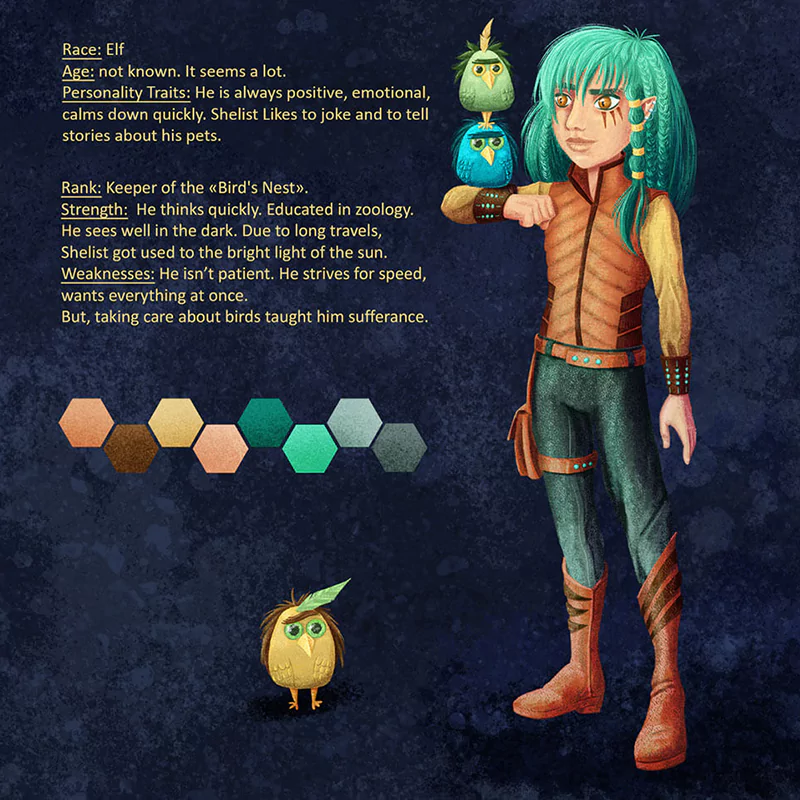 Race: Elf
Age: not known. It seems a lot.
Personality Traits: He is always positive, emotional,
calms down quickly. Shelist Likes to joke and to tell
stories about his pets.
Rank: Keeper of the «Bird's Nest».
Strength:  He thinks quickly. Educated in zoology.
He sees well in the dark. Due to long travels,
Shelist got used to the bright light of the sun.
Weaknesses: He isn’t patient. He strives for speed,
wants everything at once.
But, taking care about birds taught him sufferance.